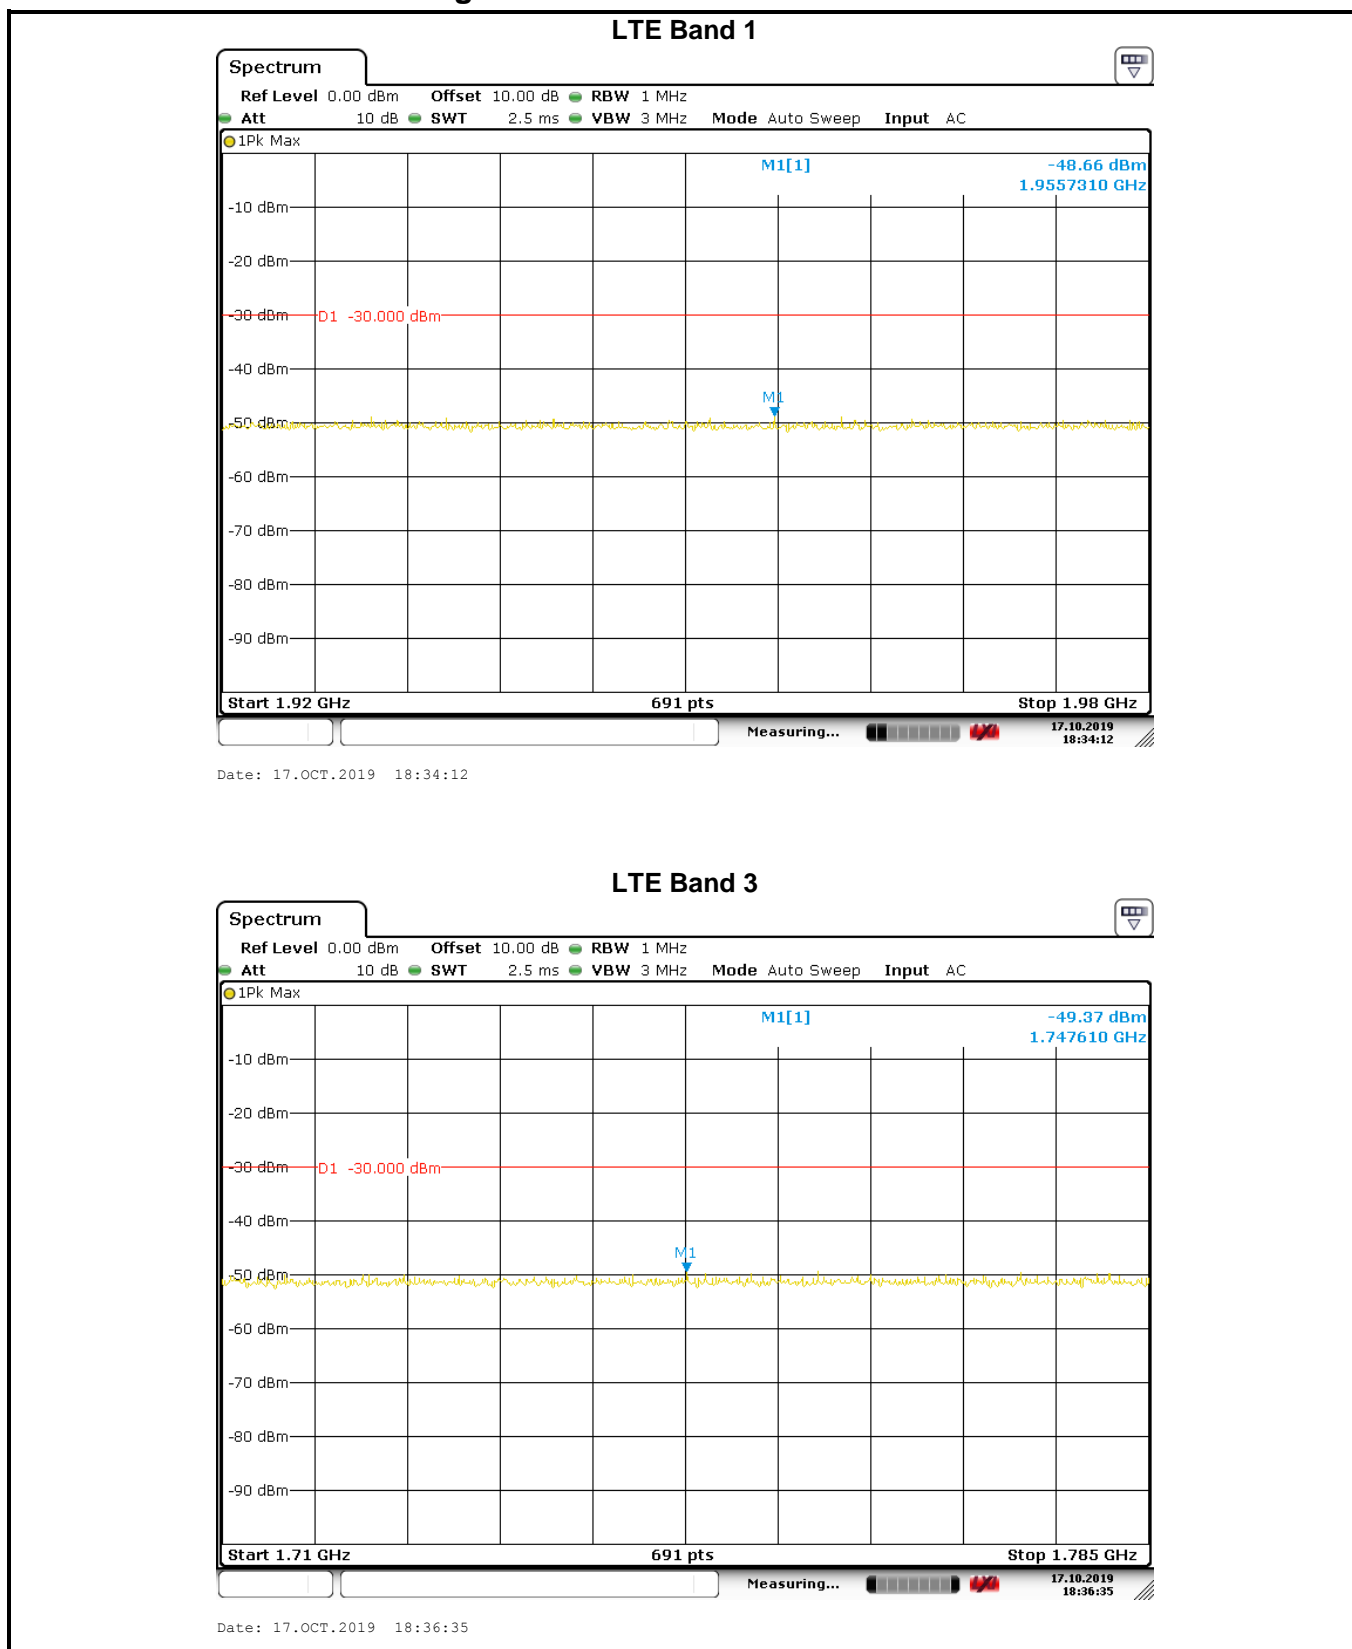 LTE Band 1
Spectrum
Ref Level 0.00 dBm Offset 10.00 dB RBW 1 MHz
Att 10 dB SWT 2.5 ms VBW 3 MHz Mode Auto Sweep Input AC
1Pk Max
M1[1] -48.66 dBm
1.9557310 GHz
-10 dBm
-20 dBm
-30 dBm D1 -30.000 dBm
-40 dBm
M1
-50 dBm
-60 dBm
-70 dBm
-80 dBm
-90 dBm
Start 1.92 GHz 691 pts Stop 1.98 GHz
Measuring... 17.10.2019
18:34:12
Date: 17.OCT.2019 18:34:12
LTE Band 3
Spectrum
Ref Level 0.00 dBm Offset 10.00 dB RBW 1 MHz
Att 10 dB SWT 2.5 ms VBW 3 MHz Mode Auto Sweep Input AC
1Pk Max
M1[1] -49.37 dBm
1.747610 GHz
-10 dBm
-20 dBm
-30 dBm D1 -30.000 dBm
-40 dBm
M1
-50 dBm
-60 dBm
-70 dBm
-80 dBm
-90 dBm
Start 1.71 GHz 691 pts Stop 1.785 GHz
Measuring... 17.10.2019
18:36:35
Date: 17.OCT.2019 18:36:35